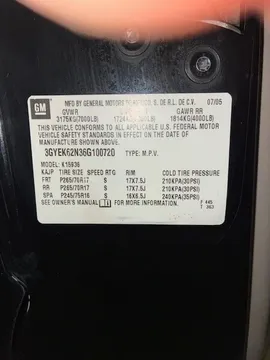 GM
MFD BY GENERAL MOTORS DE MEXICO, S. DE R.L. DE C.V. 07/05
GVWR GAWR RR
3175KG(7000LB) 1814KG(4000LB)
THIS VEHICLE CONFORMS TO ALL APPLICABLE U.S. FEDERAL MOTOR
VEHICLE SAFETY STANDARDS IN EFFECT ON THE DATE OF
MANUFACTURE SHOWN ABOVE.
3GYEK62N36G100720 TYPE: M.P.V.
MODEL: K15936
KAJP TIRE SIZE SPEED RTG RIM COLD TIRE PRESSURE
FRT P265/70R17 S 17X7.5J 210KPA(30PSI)
RR P265/70R17 S 17X7.5J 210KPA(30PSI)
SPA P245/75R16 S 16X6.5J 240KPA(35PSI)
SEE OWNER'S MANUAL FOR ADDITIONAL INFORMATION.